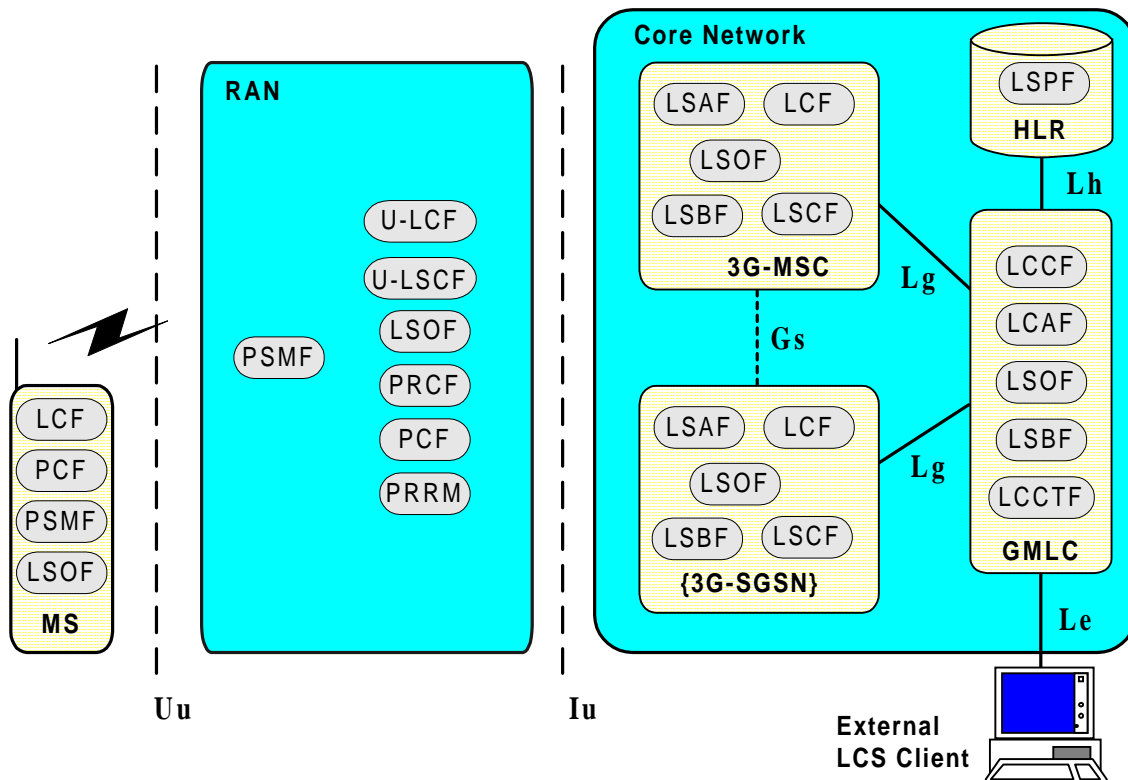 Core Network
RAN
LSPF
HLR
Lh
LSAF
LCF
LSOF
LSBF
LSCF
3G-MSC
Lg
Gs
LSAF
LCF
LSOF
LSBF
LSCF
{3G-SGSN}
Lg
LCCF
LCAF
LSOF
LSBF
LCCTF
GMLC
Le
U-LCF
U-LSCF
LSOF
PSMF
PRCF
PCF
PRRM
LCF
PCF
PSMF
LSOF
MS
Uu
Iu
External
LCS Client